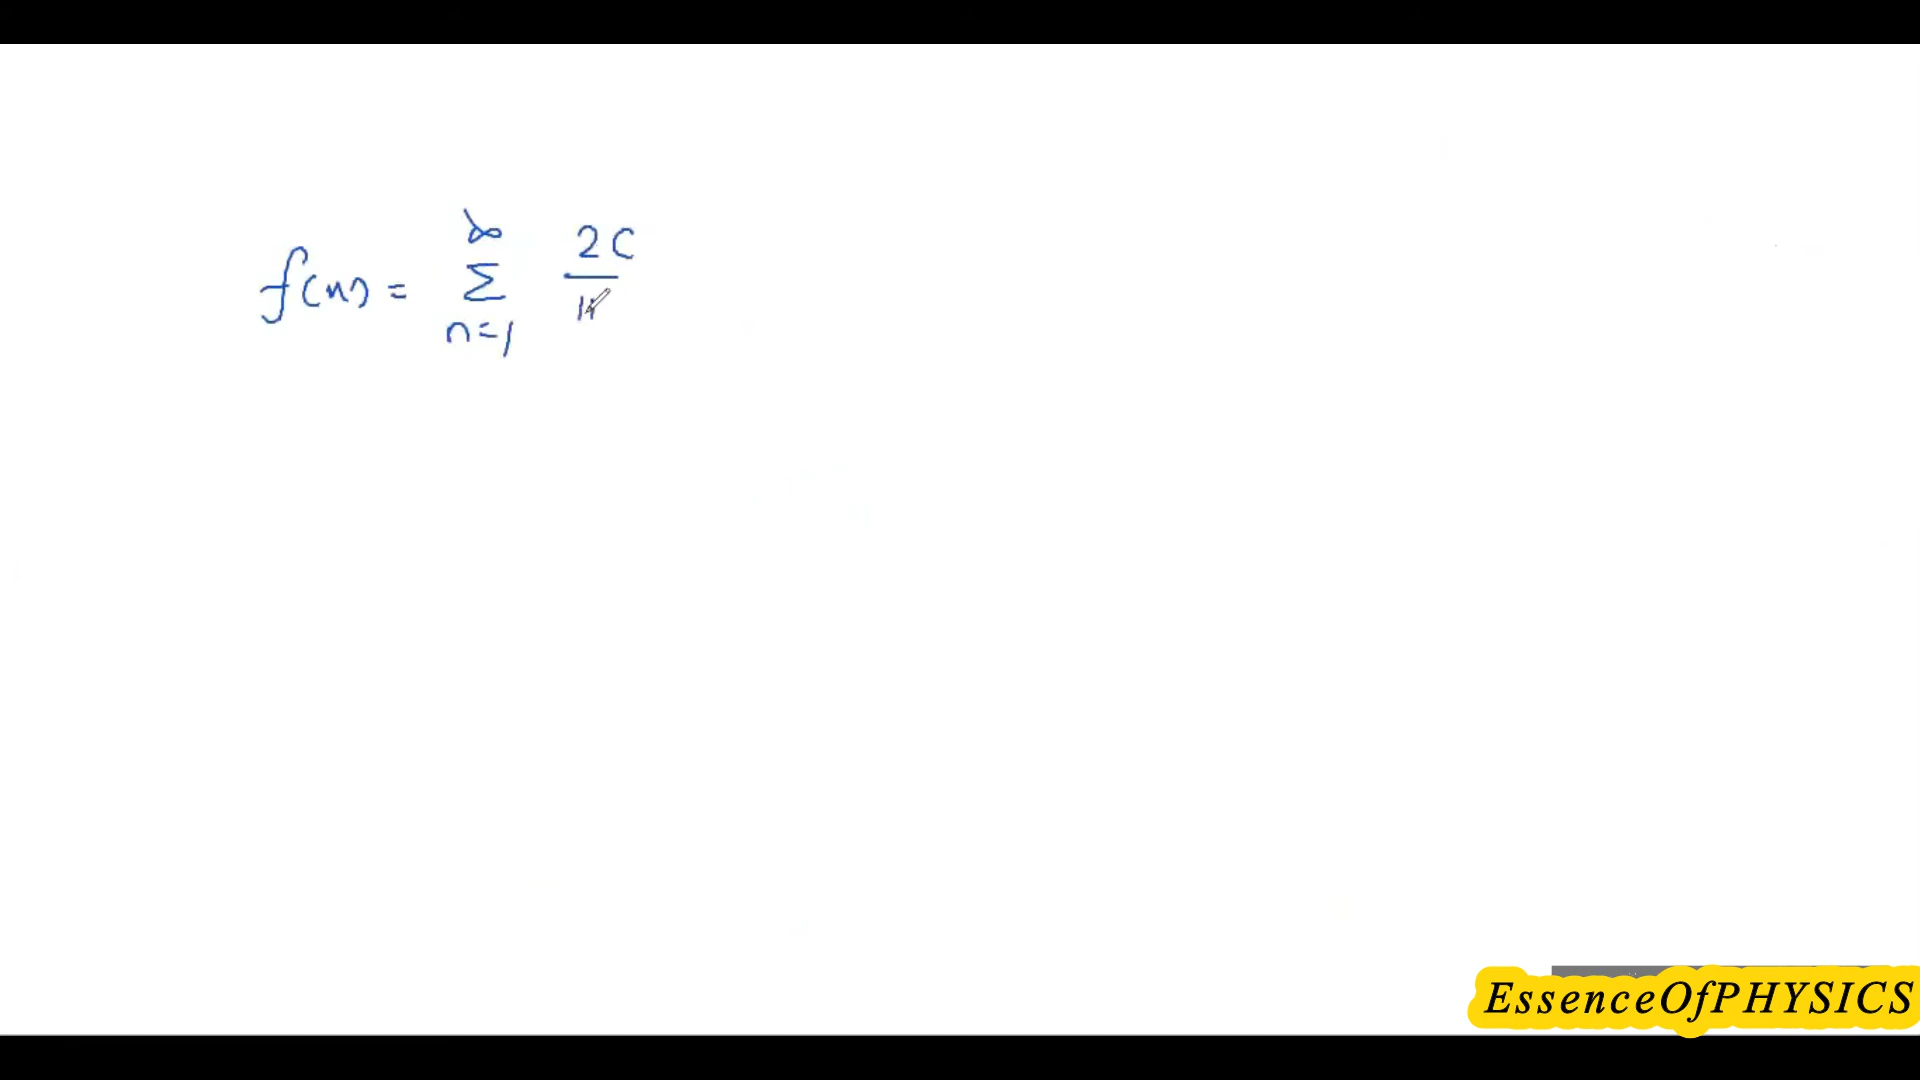 f(x) = ∞ Σ n=1 2C /
EssenceOfPHYSICS